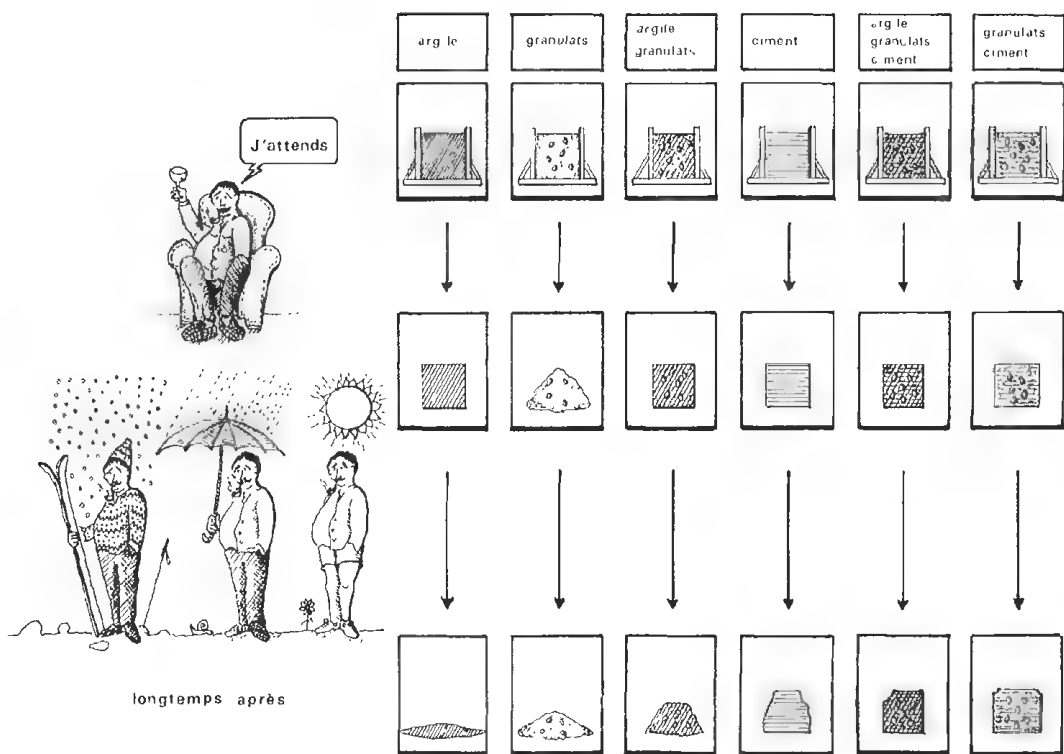 argile
granulats
argile
granulats
ciment
argile
granulats
ciment
granulats
ciment
J'attends
longtemps après